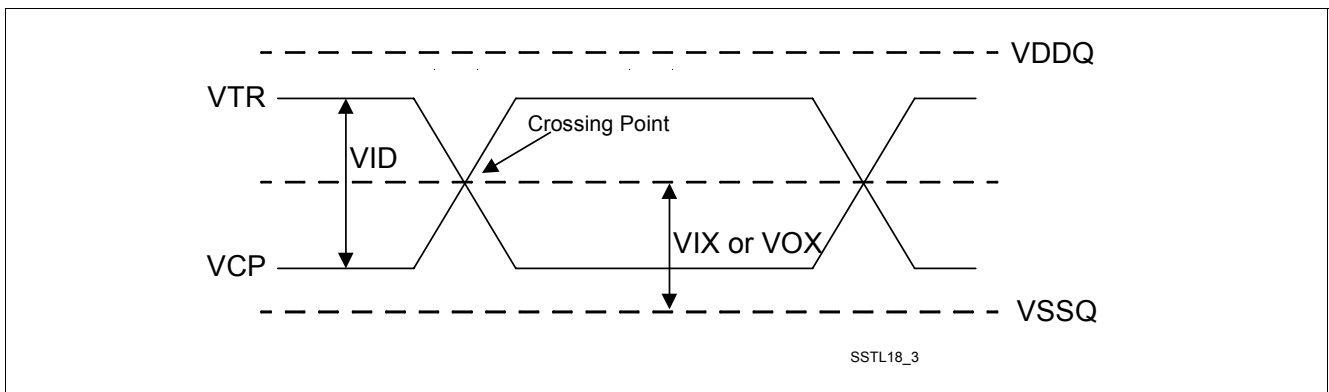 VDDQ
VTR
Crossing Point
VID
VIX or VOX
VCP
VSSQ
SSTL18_3